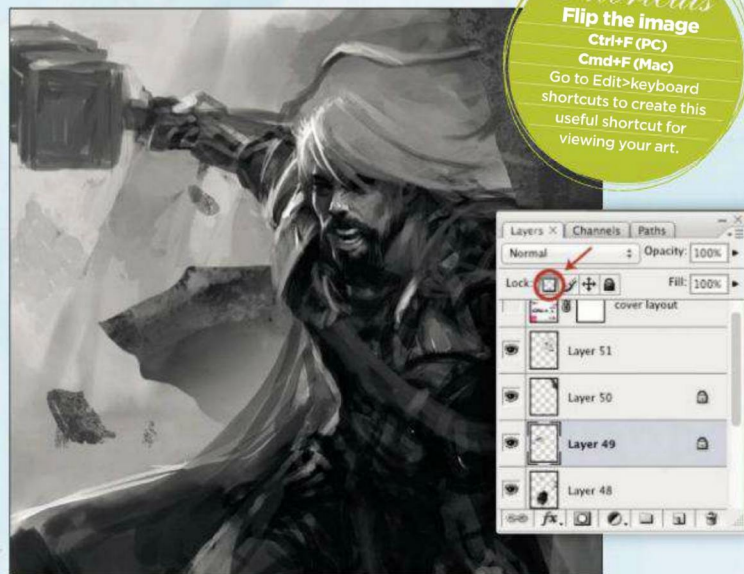 Flip the image
Ctrl+F (PC)
Cmd+F (Mac)
Go to Edit>keyboard
shortcuts to create this
useful shortcut for
viewing your art.
Layers × Channels Paths
Normal Opacity: 100%
Lock: Fill: 100%
cover layout
Layer 51
Layer 50
Layer 49
Layer 48
fx.